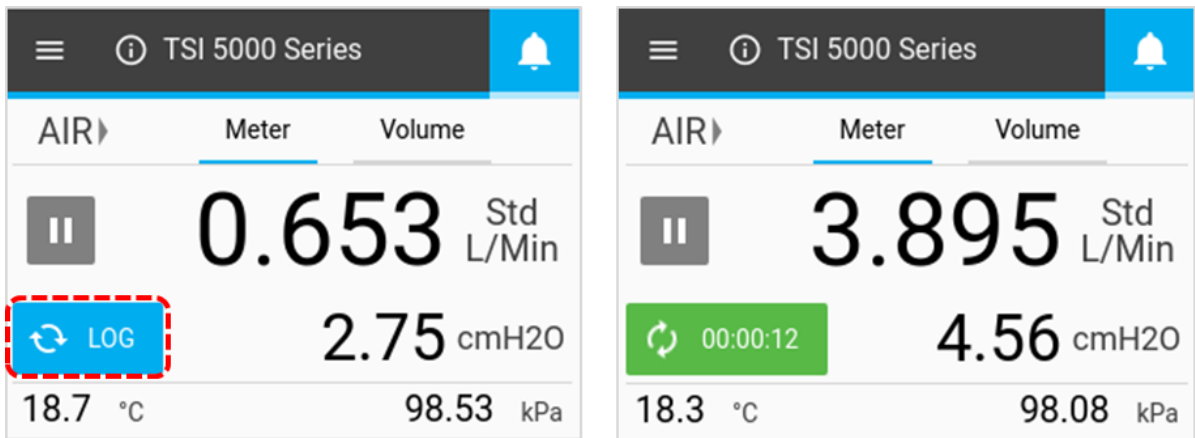 TSI 5000 Series
AIR Meter Volume
0.653 Std L/Min
LOG 2.75 cmH2O
18.7 °C 98.53 kPa
TSI 5000 Series
AIR Meter Volume
3.895 Std L/Min
00:00:12 4.56 cmH2O
18.3 °C 98.08 kPa